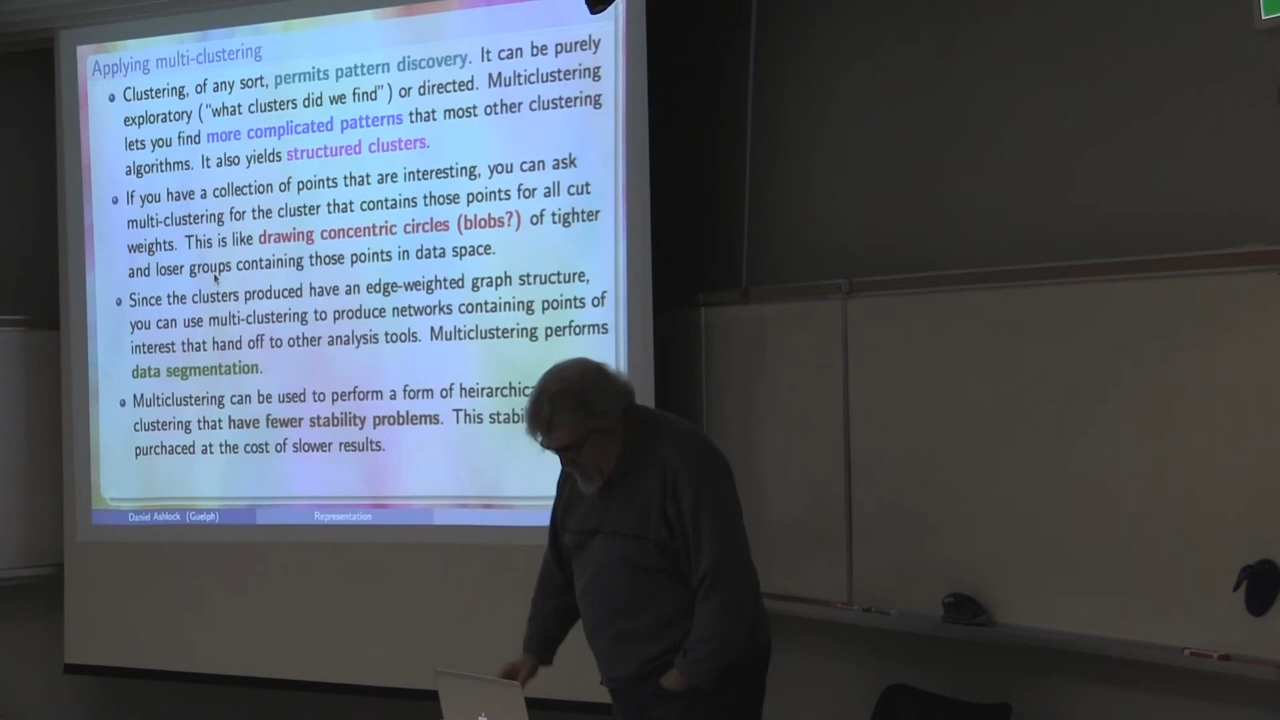 Applying multi-clustering
Clustering, of any sort, permits pattern discovery. It can be purely
exploratory ("what clusters did we find") or directed. Multiclustering
lets you find more complicated patterns that most other clustering
algorithms. It also yields structured clusters.
If you have a collection of points that are interesting, you can ask
multi-clustering for the cluster that contains those points for all cut
weights. This is like drawing concentric circles (blobs?) of tighter
and loser groups containing those points in data space.
Since the clusters produced have an edge-weighted graph structure,
you can use multi-clustering to produce networks containing points of
interest that hand off to other analysis tools. Multiclustering performs
data segmentation.
Multiclustering can be used to perform a form of
clustering that have fewer stability problems. This
purchased at the cost of slower results.
Daniel Ashlock (Guelph) Representation